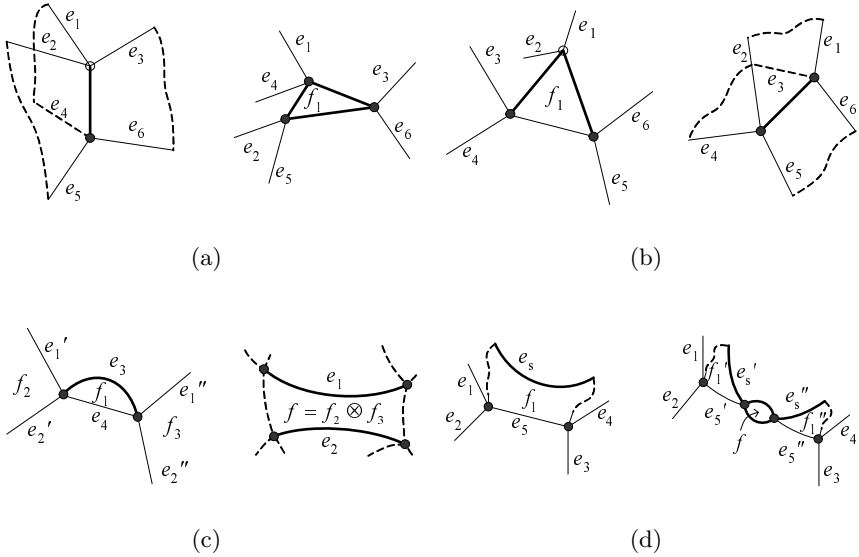 e1 e2 e3 e4 e6 e5
e1 e4 f1 e3 e2 e6 e5
e3 e2 e1 f1 e6 e4 e5
e2 e1 e3 e6 e4 e5
(a) (b)
e1′ e3 f2 f1 e1″ e4 f3 e2′ e2″
e1 f = f2 ⊗ f3 e2
es e1 f1 e2 e5 e4 e3
e1 f1′ es′ es″ e2 e5′ f f1″ e4 e5″ e3
(c) (d)